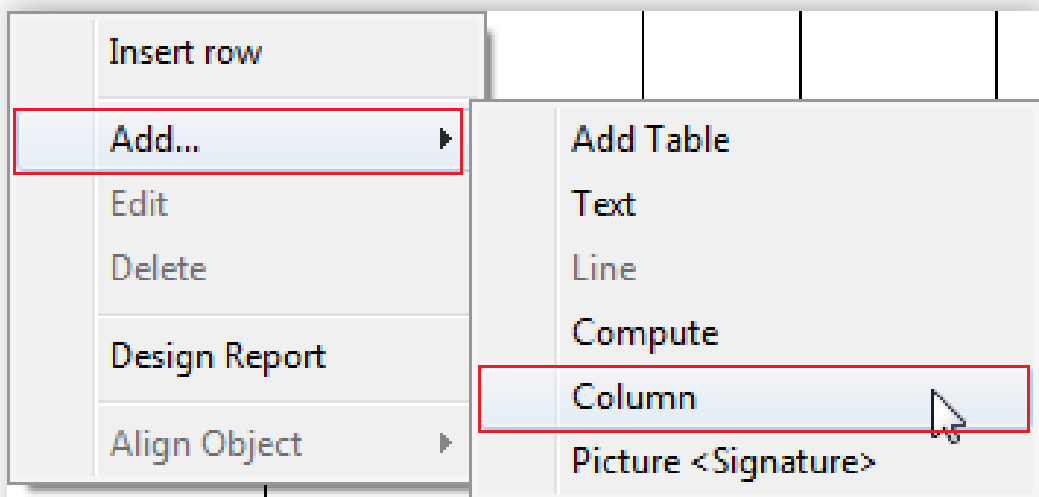 Insert row
Add...
Edit
Delete
Design Report
Align Object
Add Table
Text
Line
Compute
Column
Picture <Signature>